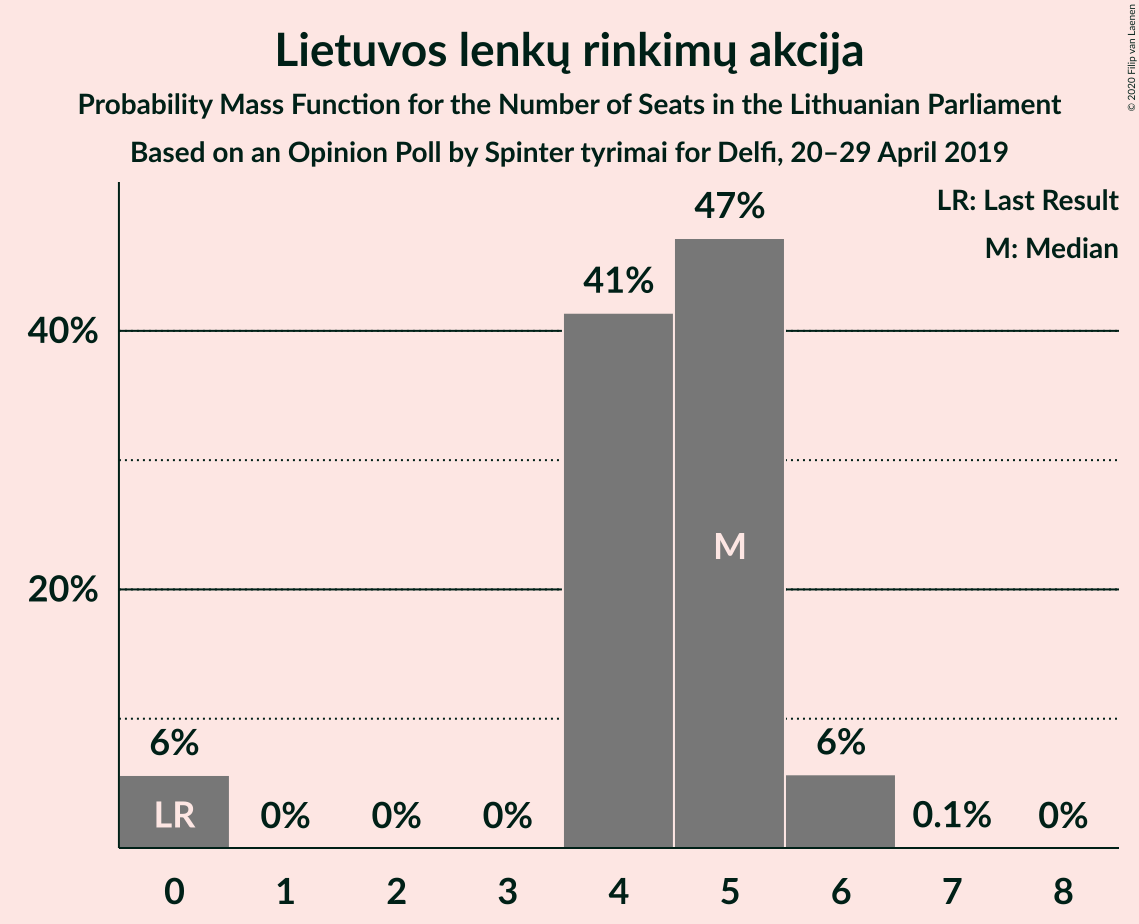 Lietuvos lenkų rinkimų akcija
Probability Mass Function for the Number of Seats in the Lithuanian Parliament
Based on an Opinion Poll by Spinter tyrimai for Delfi, 20–29 April 2019
© 2020 Filip van Laenen
LR: Last Result
M: Median
47%
41%
40%
M
20%
6%
6%
LR
0%
0%
0%
0.1%
0%
0 1 2 3 4 5 6 7 8